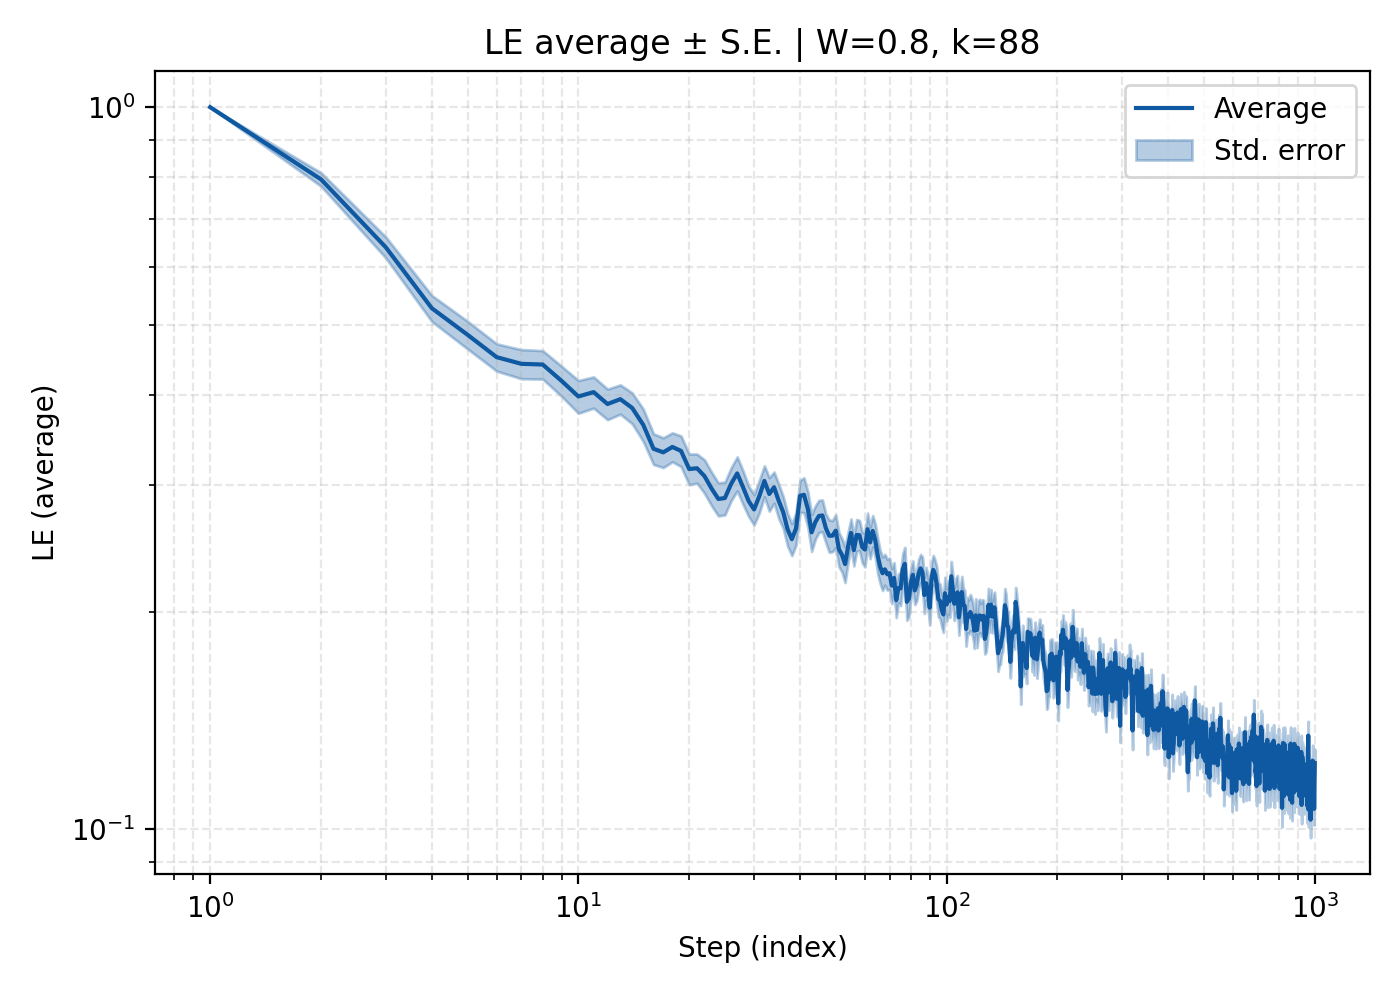 LE average ± S.E. | W=0.8, k=88
Average
Std. error
LE (average)
10⁰
10⁻¹
10⁰
10¹
10²
10³
Step (index)